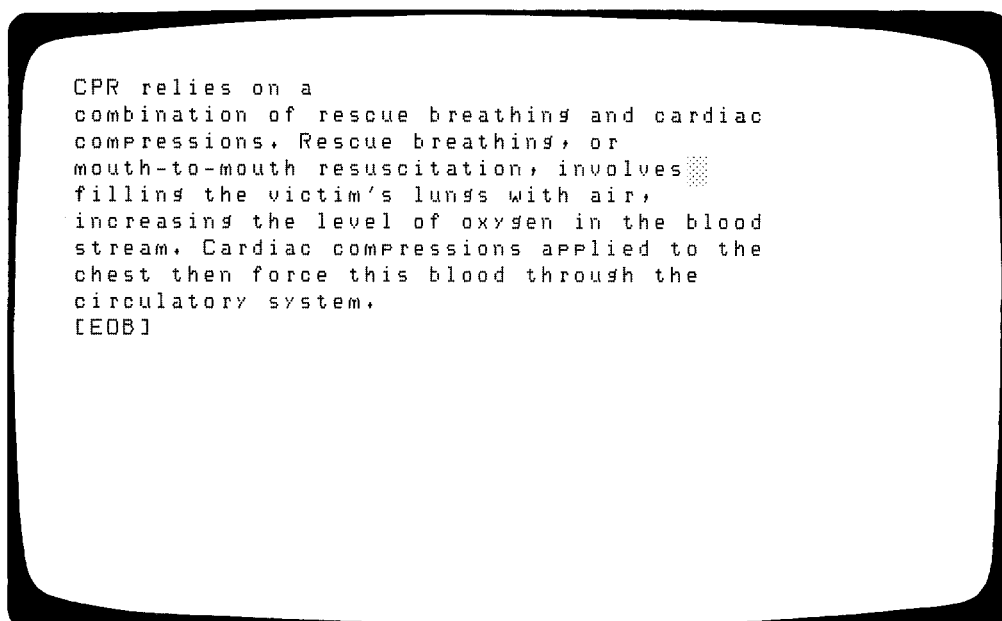 CPR relies on a
combination of rescue breathing and cardiac
compressions. Rescue breathing, or
mouth-to-mouth resuscitation, involves
filling the victim's lungs with air,
increasing the level of oxygen in the blood
stream. Cardiac compressions applied to the
chest then force this blood through the
circulatory system.
[EOB]